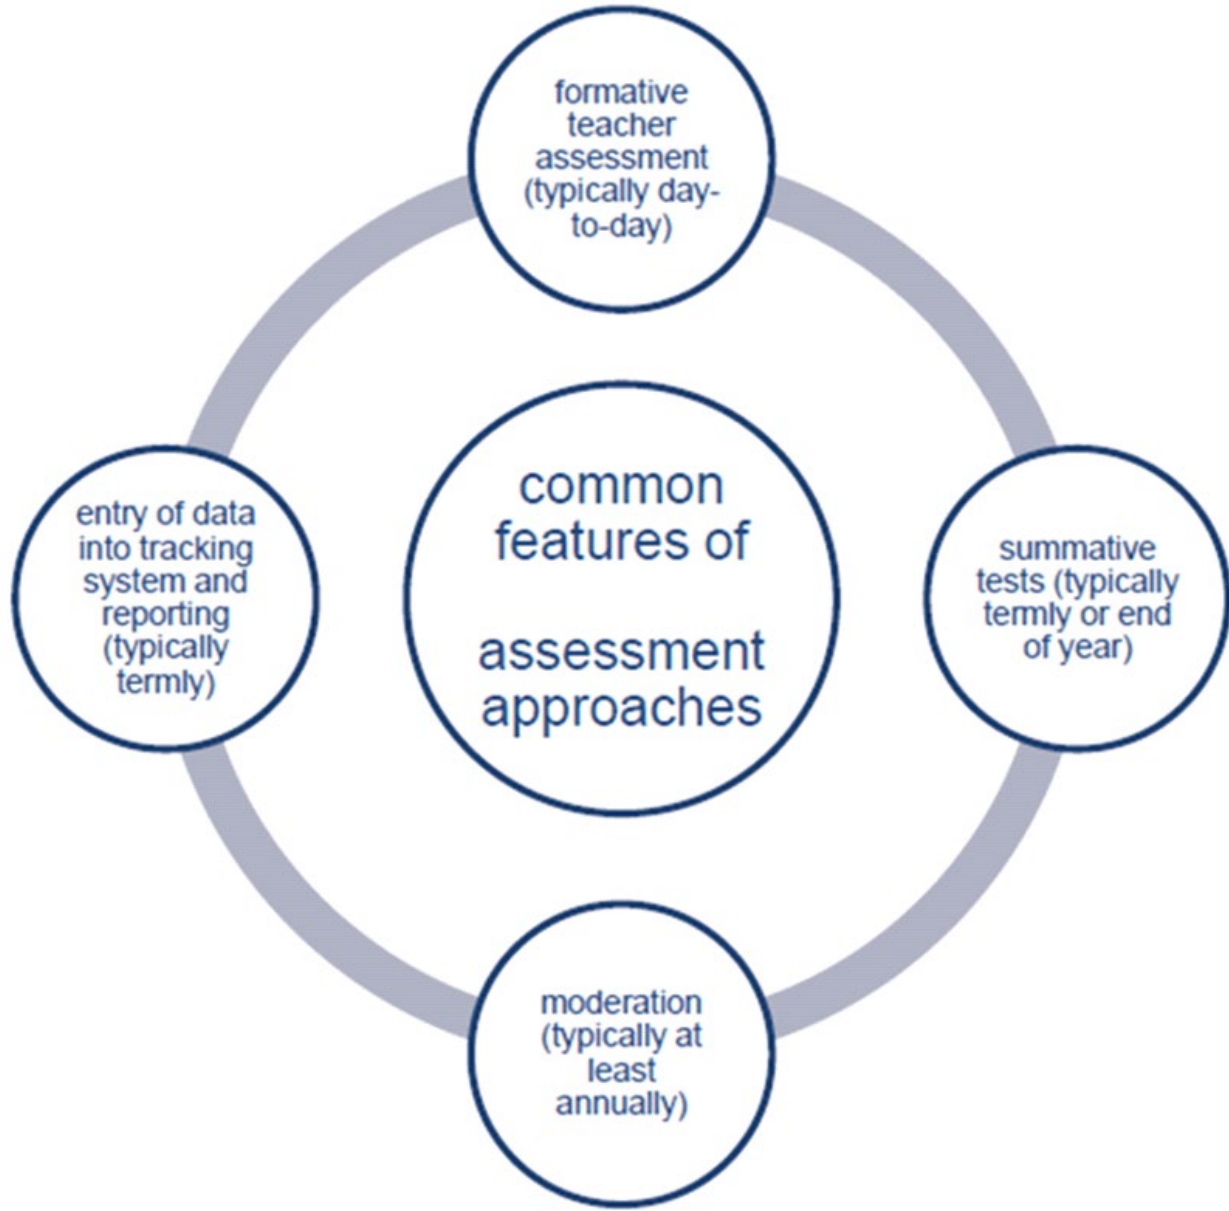 formative
teacher
assessment
(typically day-
to-day)
common
features of
assessment
approaches
entry of data
into tracking
system and
reporting
(typically
termly)
summative
tests (typically
termly or end
of year)
moderation
(typically at
least
annually)